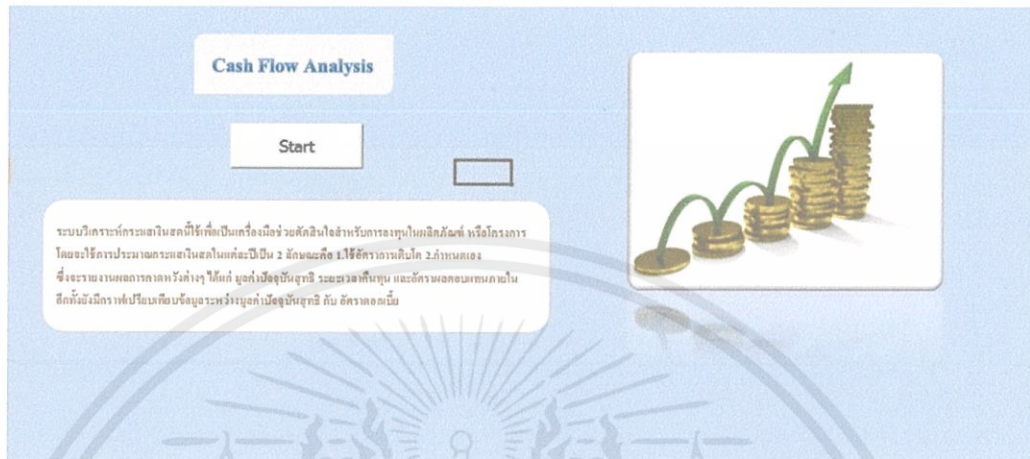 Cash Flow Analysis
Start
ระบบวิเคราะห์กระแสเงินสดนี้ใช้เพื่อเป็นเครื่องมือช่วยตัดสินใจสำหรับการลงทุนในผลิตภัณฑ์ หรือโครงการ
โดยจะใช้การประมาณกระแสเงินสดในแต่ละปีเป็น 2 ลักษณะคือ 1.ใช้อัตราการเติบโต 2.กำหนดเอง
ซึ่งจะรายงานผลการคาดหวังต่างๆ ได้แก่ มูลค่าปัจจุบันสุทธิ ระยะเวลาคืนทุน และอัตราผลตอบแทนภายใน
อีกทั้งยังมีกราฟเปรียบเทียบข้อมูลระหว่างมูลค่าปัจจุบันสุทธิ กับ อัตราดอกเบี้ย